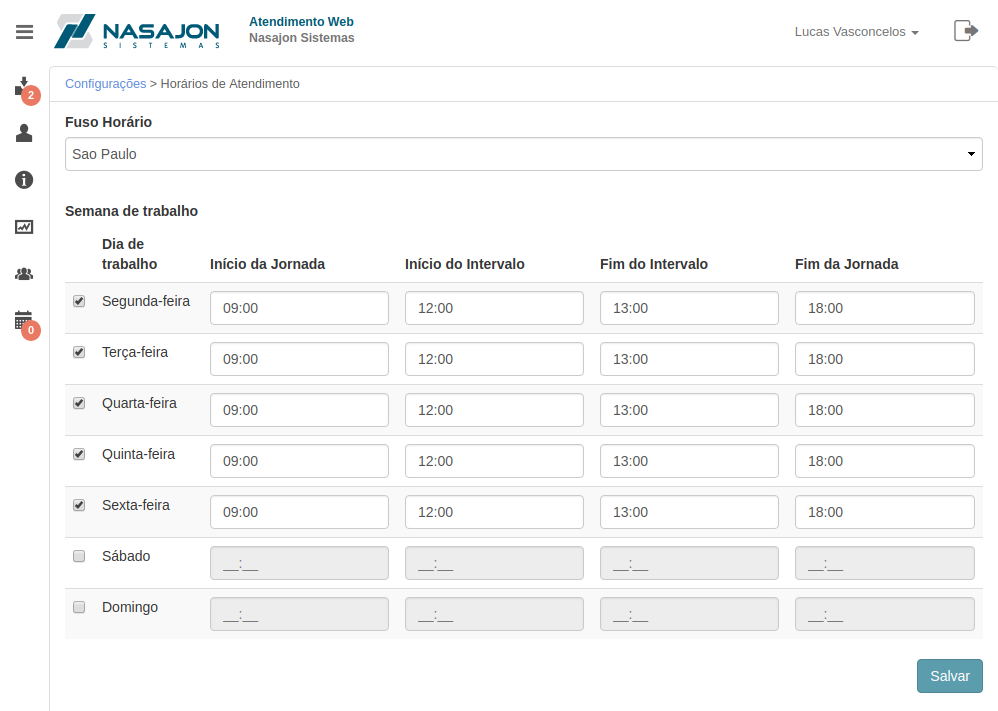 NASAJON
SISTEMAS
Atendimento Web
Nasajon Sistemas
Lucas Vasconcelos
2
0
Configurações > Horários de Atendimento
Fuso Horário
Sao Paulo
Semana de trabalho
Dia de trabalho Início da Jornada Início do Intervalo Fim do Intervalo Fim da Jornada
Segunda-feira 09:00 12:00 13:00 18:00
Terça-feira 09:00 12:00 13:00 18:00
Quarta-feira 09:00 12:00 13:00 18:00
Quinta-feira 09:00 12:00 13:00 18:00
Sexta-feira 09:00 12:00 13:00 18:00
Sábado __:__ __:__ __:__ __:__
Domingo __:__ __:__ __:__ __:__
Salvar